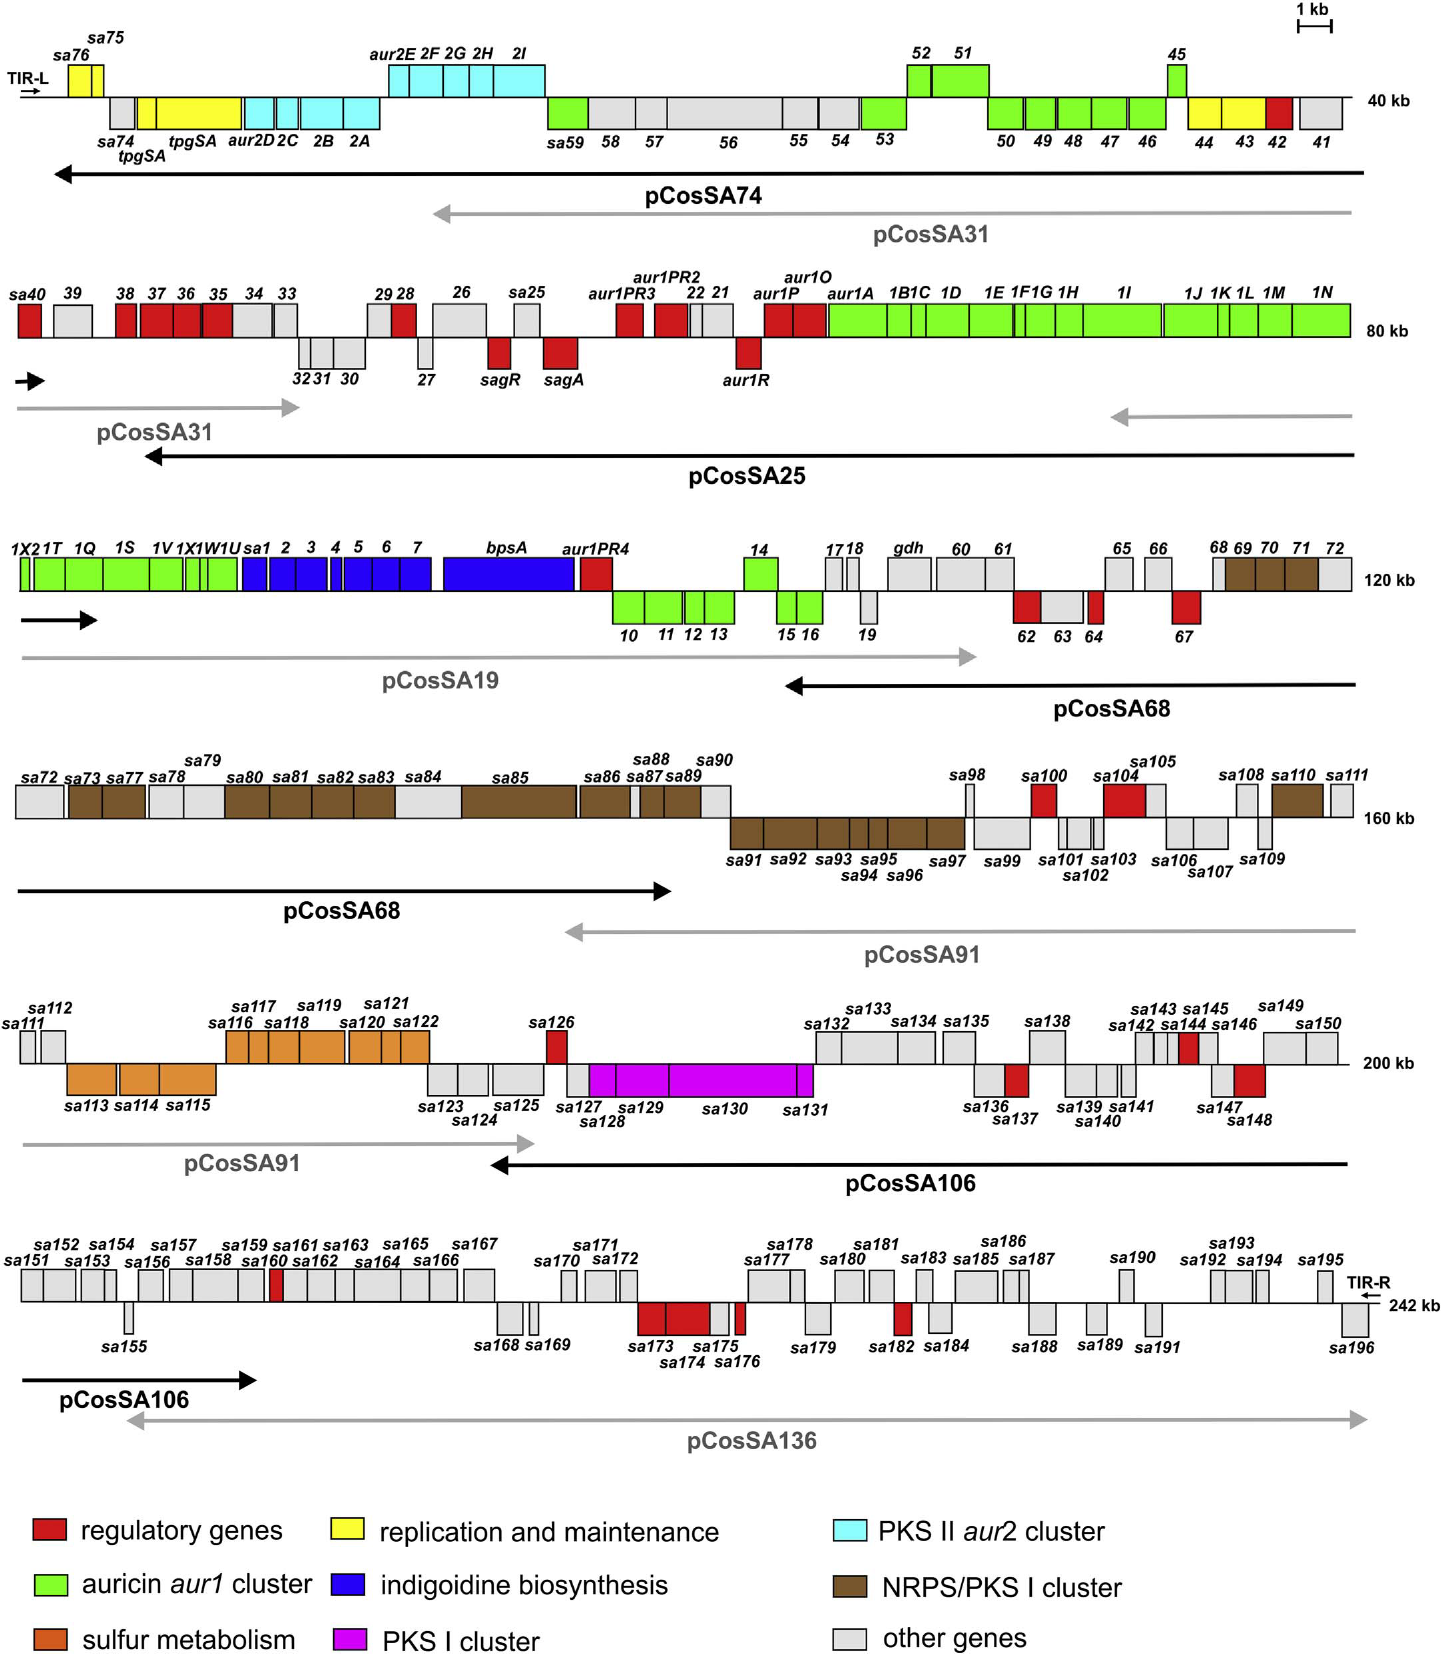 1 kb
sa75
sa76 aur2E 2F 2G 2H 2I 52 51 45
TIR-L
40 kb
sa74 tpgSA aur2D 2C 2B 2A sa59 58 57 56 55 54 53 50 49 48 47 46 44 43 42 41
tpgSA
pCosSA74
pCosSA31
aur1PR2 aur1O
sa40 39 38 37 36 35 34 33 29 28 26 sa25 aur1PR3 22 21 aur1P aur1A 1B 1C 1D 1E 1F 1G 1H 1I 1J 1K 1L 1M 1N
80 kb
32 31 30 27 sagR sagA aur1R
pCosSA31
pCosSA25
1X2 1T 1Q 1S 1V 1X 1W 1U sa1 2 3 4 5 6 7 bpsA aur1PR4 14 17 18 gdh 60 61 65 66 68 69 70 71 72
120 kb
10 11 12 13 15 16 19 62 63 64 67
pCosSA19
pCosSA68
sa79 sa88 sa90 sa105
sa72 sa73 sa77 sa78 sa80 sa81 sa82 sa83 sa84 sa85 sa86 sa87 sa89 sa98 sa100 sa104 sa108 sa110 sa111
160 kb
sa91 sa92 sa93 sa95 sa97 sa99 sa101 sa103 sa106 sa109
sa94 sa96 sa102 sa107
pCosSA68
pCosSA91
sa112 sa117 sa119 sa121 sa133 sa143 sa145 sa149
sa111 sa116 sa118 sa120 sa122 sa126 sa132 sa134 sa135 sa138 sa142 sa144 sa146 sa150
200 kb
sa113 sa114 sa115 sa123 sa125 sa127 sa129 sa130 sa131 sa136 sa139 sa141 sa147
sa124 sa128 sa137 sa140 sa148
pCosSA91
pCosSA106
sa152 sa154 sa157 sa159 sa161 sa163 sa165 sa167 sa171 sa178 sa181 sa186 sa193
sa151 sa153 sa156 sa158 sa160 sa162 sa164 sa166 sa170 sa172 sa177 sa180 sa183 sa185 sa187 sa190 sa192 sa194 sa195
TIR-R
242 kb
sa155 sa168 sa169 sa173 sa175 sa179 sa182 sa184 sa188 sa189 sa191 sa196
sa174 sa176
pCosSA106
pCosSA136
regulatory genes replication and maintenance PKS II aur2 cluster
auricin aur1 cluster indigoidine biosynthesis NRPS/PKS I cluster
sulfur metabolism PKS I cluster other genes